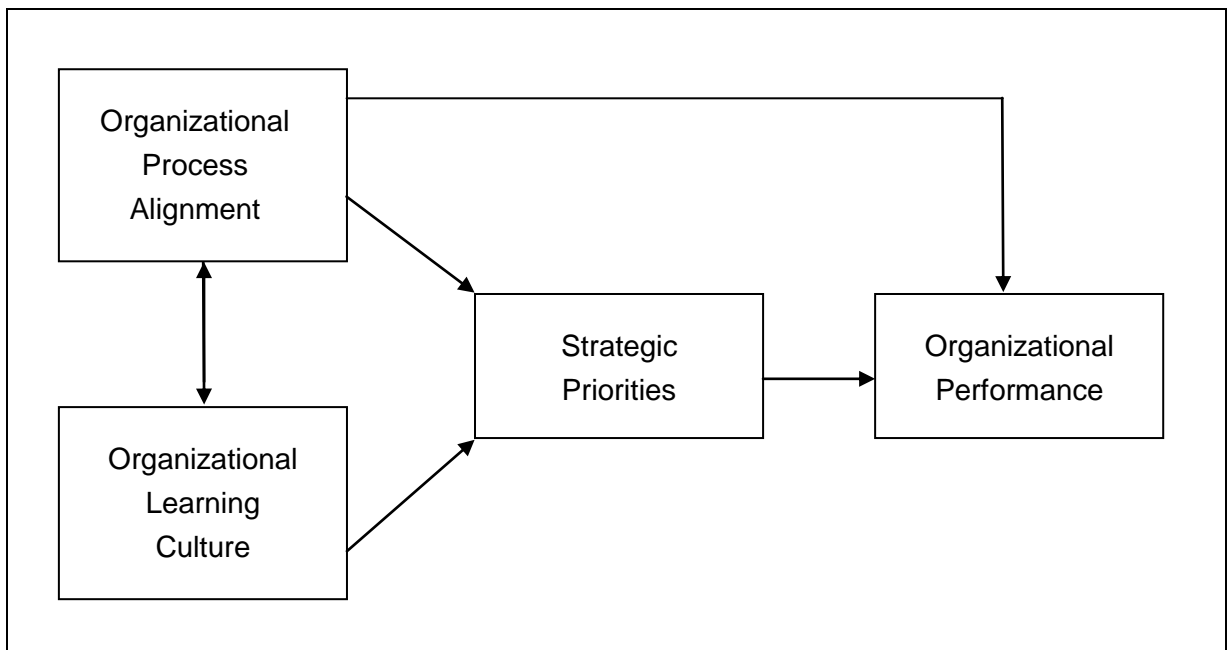 Organizational
Process
Alignment
Strategic
Priorities
Organizational
Performance
Organizational
Learning
Culture